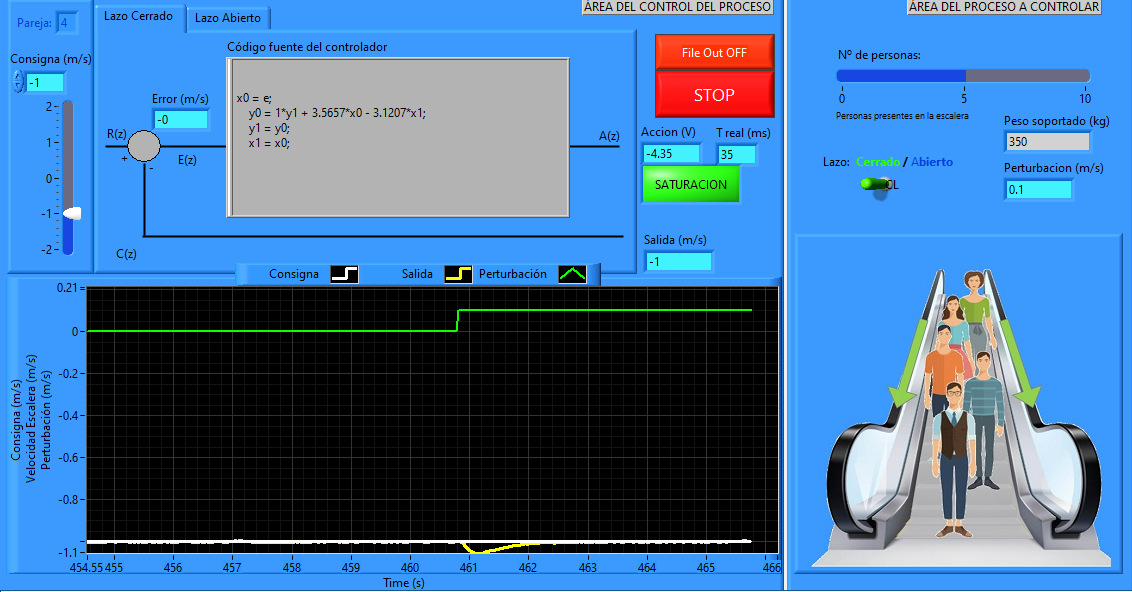 Pareja: 4
Consigna (m/s)
-1
2
1
0
-1
-2
Lazo Cerrado
Lazo Abierto
ÁREA DEL CONTROL DEL PROCESO
Código fuente del controlador
x0 = e;
y0 = 1*y1 + 3.5657*x0 - 3.1207*x1;
y1 = y0;
x1 = x0;
Error (m/s)
-0
R(z)
+
-
E(z)
A(z)
C(z)
File Out OFF
STOP
Accion (V)
T real (ms)
-4.35
35
SATURACION
Salida (m/s)
-1
Consigna
Salida
Perturbación
0.21
0
-0.2
-0.4
-0.6
-0.8
-1.1
Consigna (m/s)
Velocidad Escalera (m/s)
Perturbación (m/s)
454.55 455 456 457 458 459 460 461 462 463 464 465 466
Time (s)
ÁREA DEL PROCESO A CONTROLAR
Nº de personas:
0 5 10
Personas presentes en la escalera
Peso soportado (kg)
350
Lazo: Cerrado / Abierto
CL
Perturbacion (m/s)
0.1